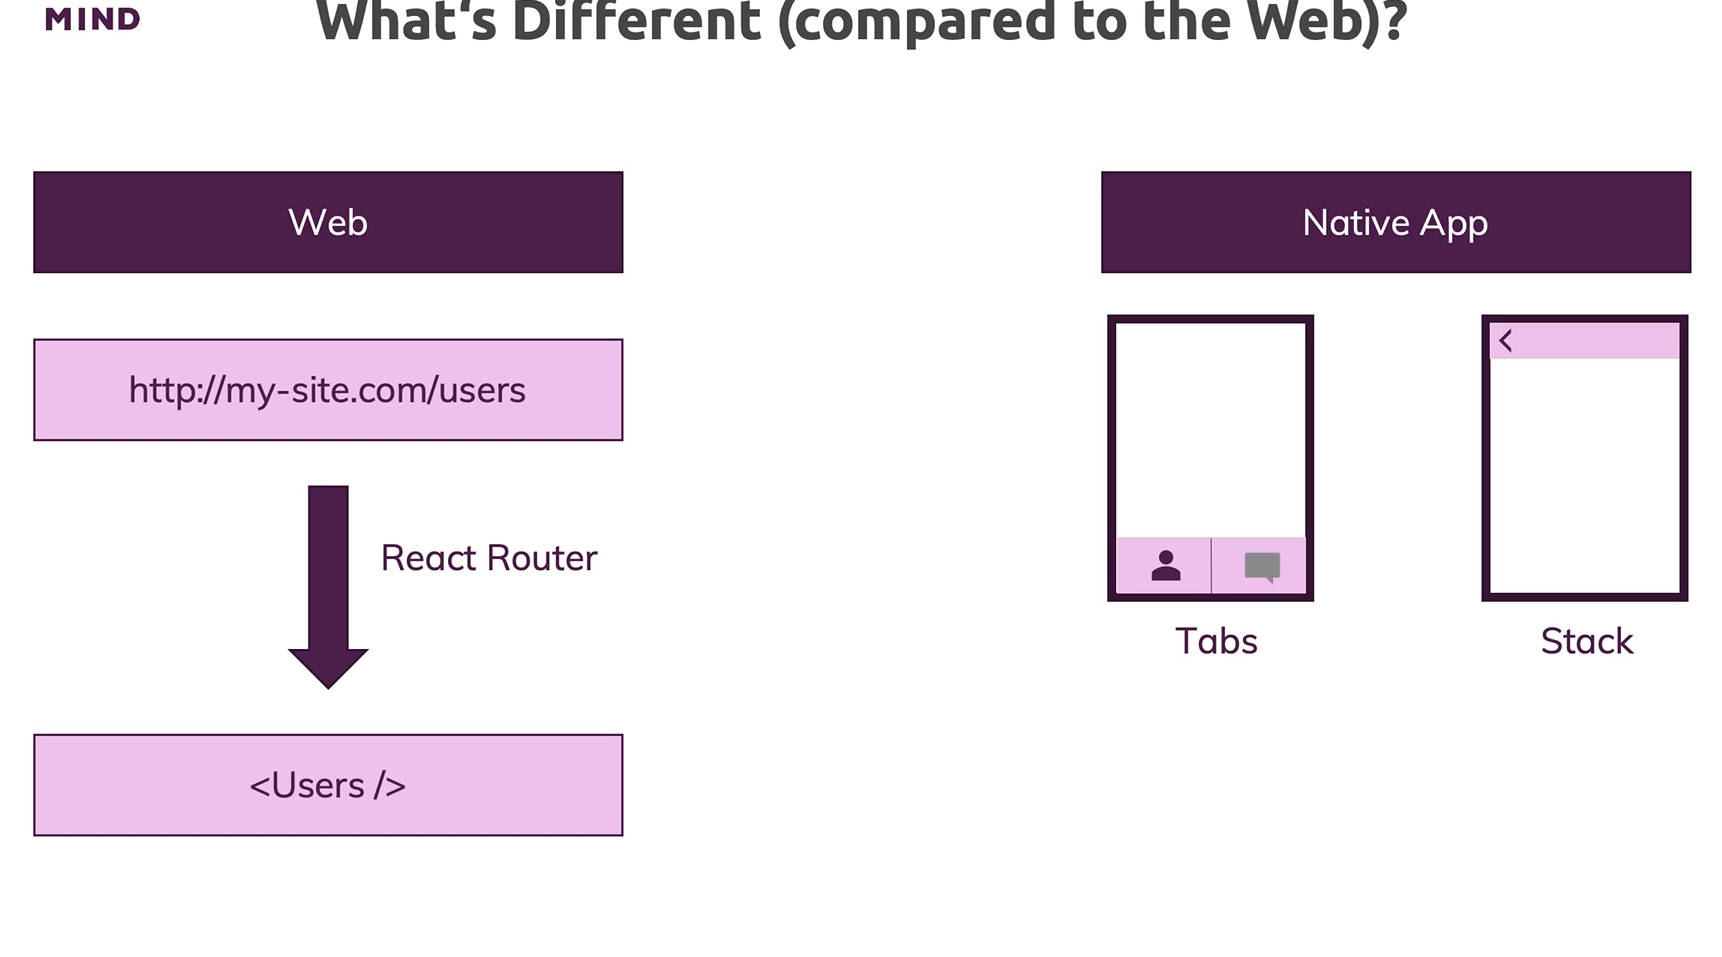 MIND
What‘s Different (compared to the Web)?
Web
http://my-site.com/users
React Router
<Users />
Native App
Tabs
Stack